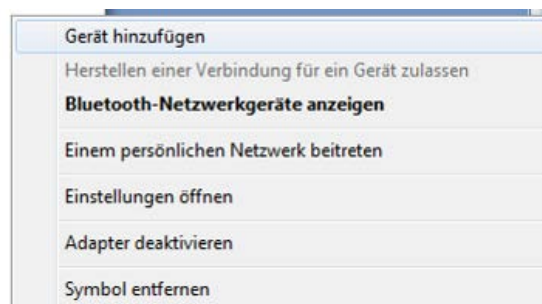 Gerät hinzufügen
Herstellen einer Verbindung für ein Gerät zulassen
Bluetooth-Netzwerkgeräte anzeigen
Einem persönlichen Netzwerk beitreten
Einstellungen öffnen
Adapter deaktivieren
Symbol entfernen